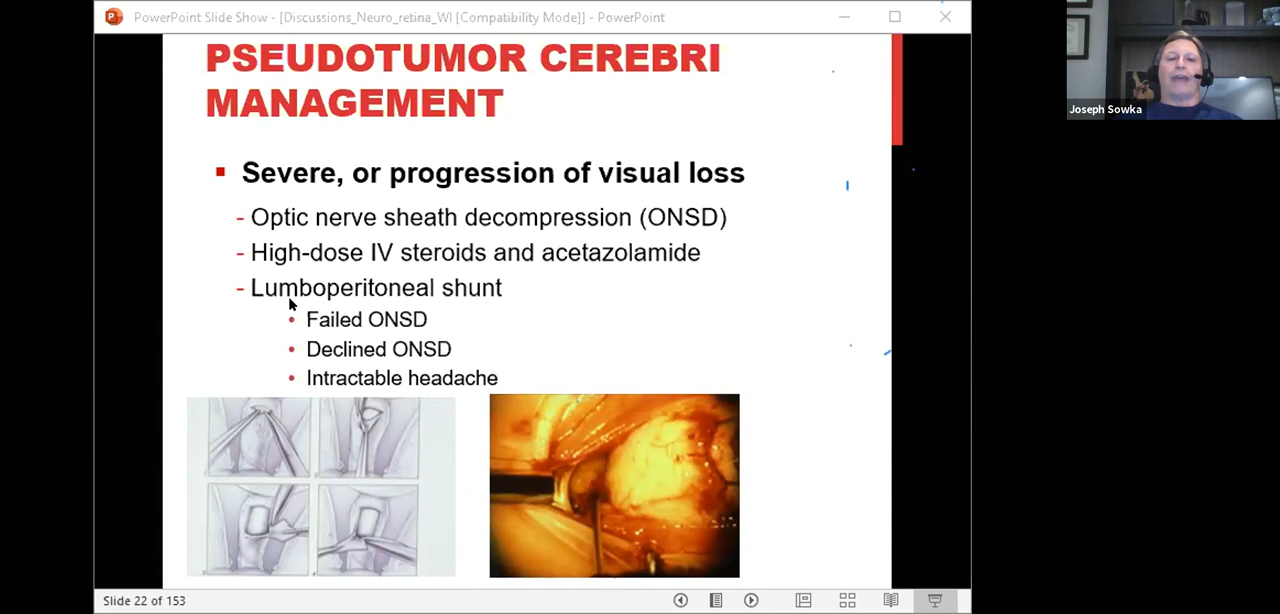 PowerPoint Slide Show - [Discussions_Neuro_retina_WI [Compatibility Mode]] - PowerPoint
PSEUDOTUMOR CEREBRI
MANAGEMENT
Severe, or progression of visual loss
- Optic nerve sheath decompression (ONSD)
- High-dose IV steroids and acetazolamide
- Lumboperitoneal shunt
• Failed ONSD
• Declined ONSD
• Intractable headache
Slide 22 of 153
Joseph Sowka